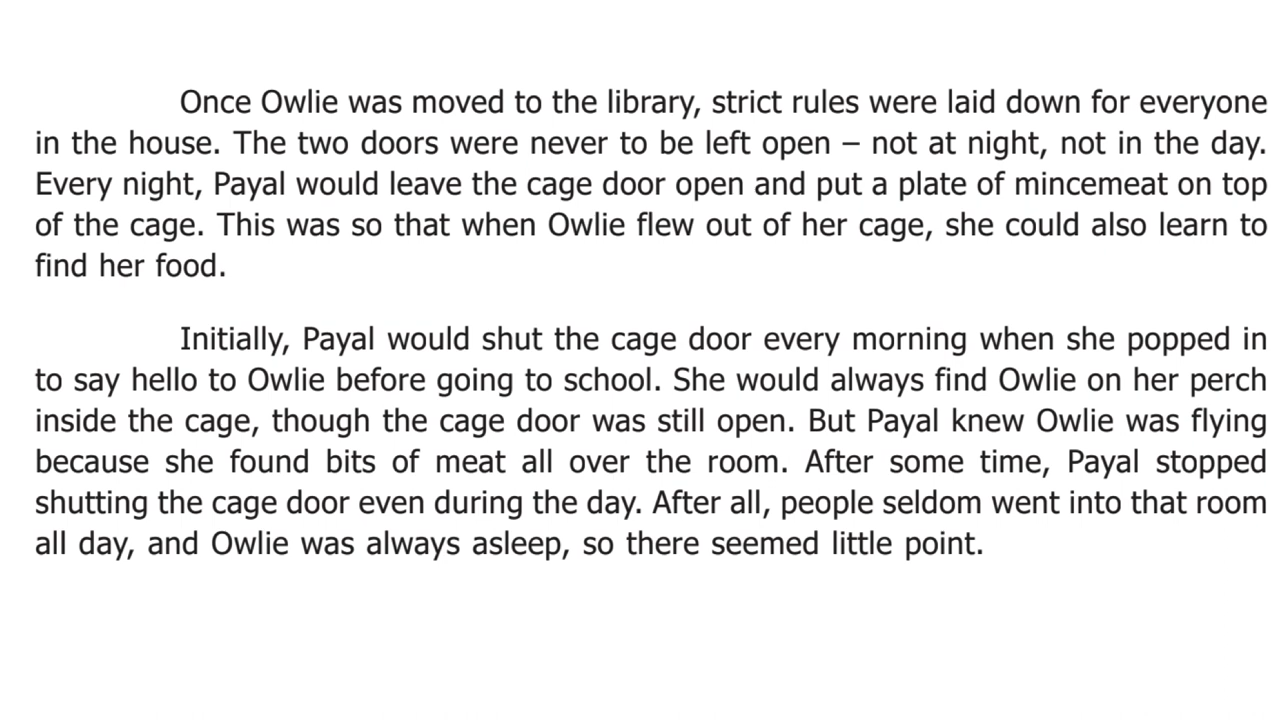 Once Owlie was moved to the library, strict rules were laid down for everyone
in the house. The two doors were never to be left open – not at night, not in the day.
Every night, Payal would leave the cage door open and put a plate of mincemeat on top
of the cage. This was so that when Owlie flew out of her cage, she could also learn to
find her food.
Initially, Payal would shut the cage door every morning when she popped in
to say hello to Owlie before going to school. She would always find Owlie on her perch
inside the cage, though the cage door was still open. But Payal knew Owlie was flying
because she found bits of meat all over the room. After some time, Payal stopped
shutting the cage door even during the day. After all, people seldom went into that room
all day, and Owlie was always asleep, so there seemed little point.